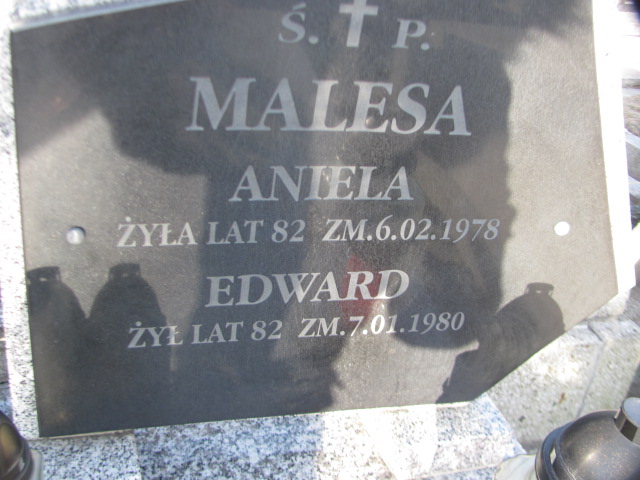 Ś. P.
MALESA
ANIELA
ŻYŁA LAT 82 ZM.6.02.1978
EDWARD
ŻYŁ LAT 82 ZM.7.01.1980